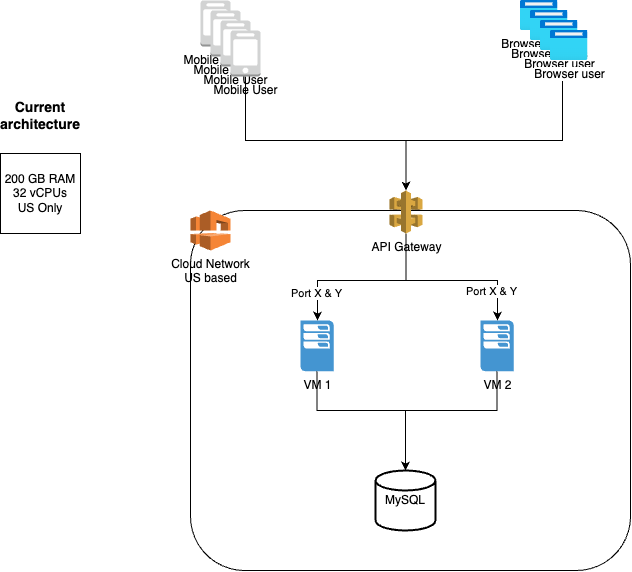 Mobile
Mobile
Mobile User
Mobile User
Browser
Browse
Browser user
Browser user
Current
architecture
200 GB RAM
32 vCPUs
US Only
API Gateway
Cloud Network
US based
Port X & Y
Port X & Y
VM 1
VM 2
MySQL